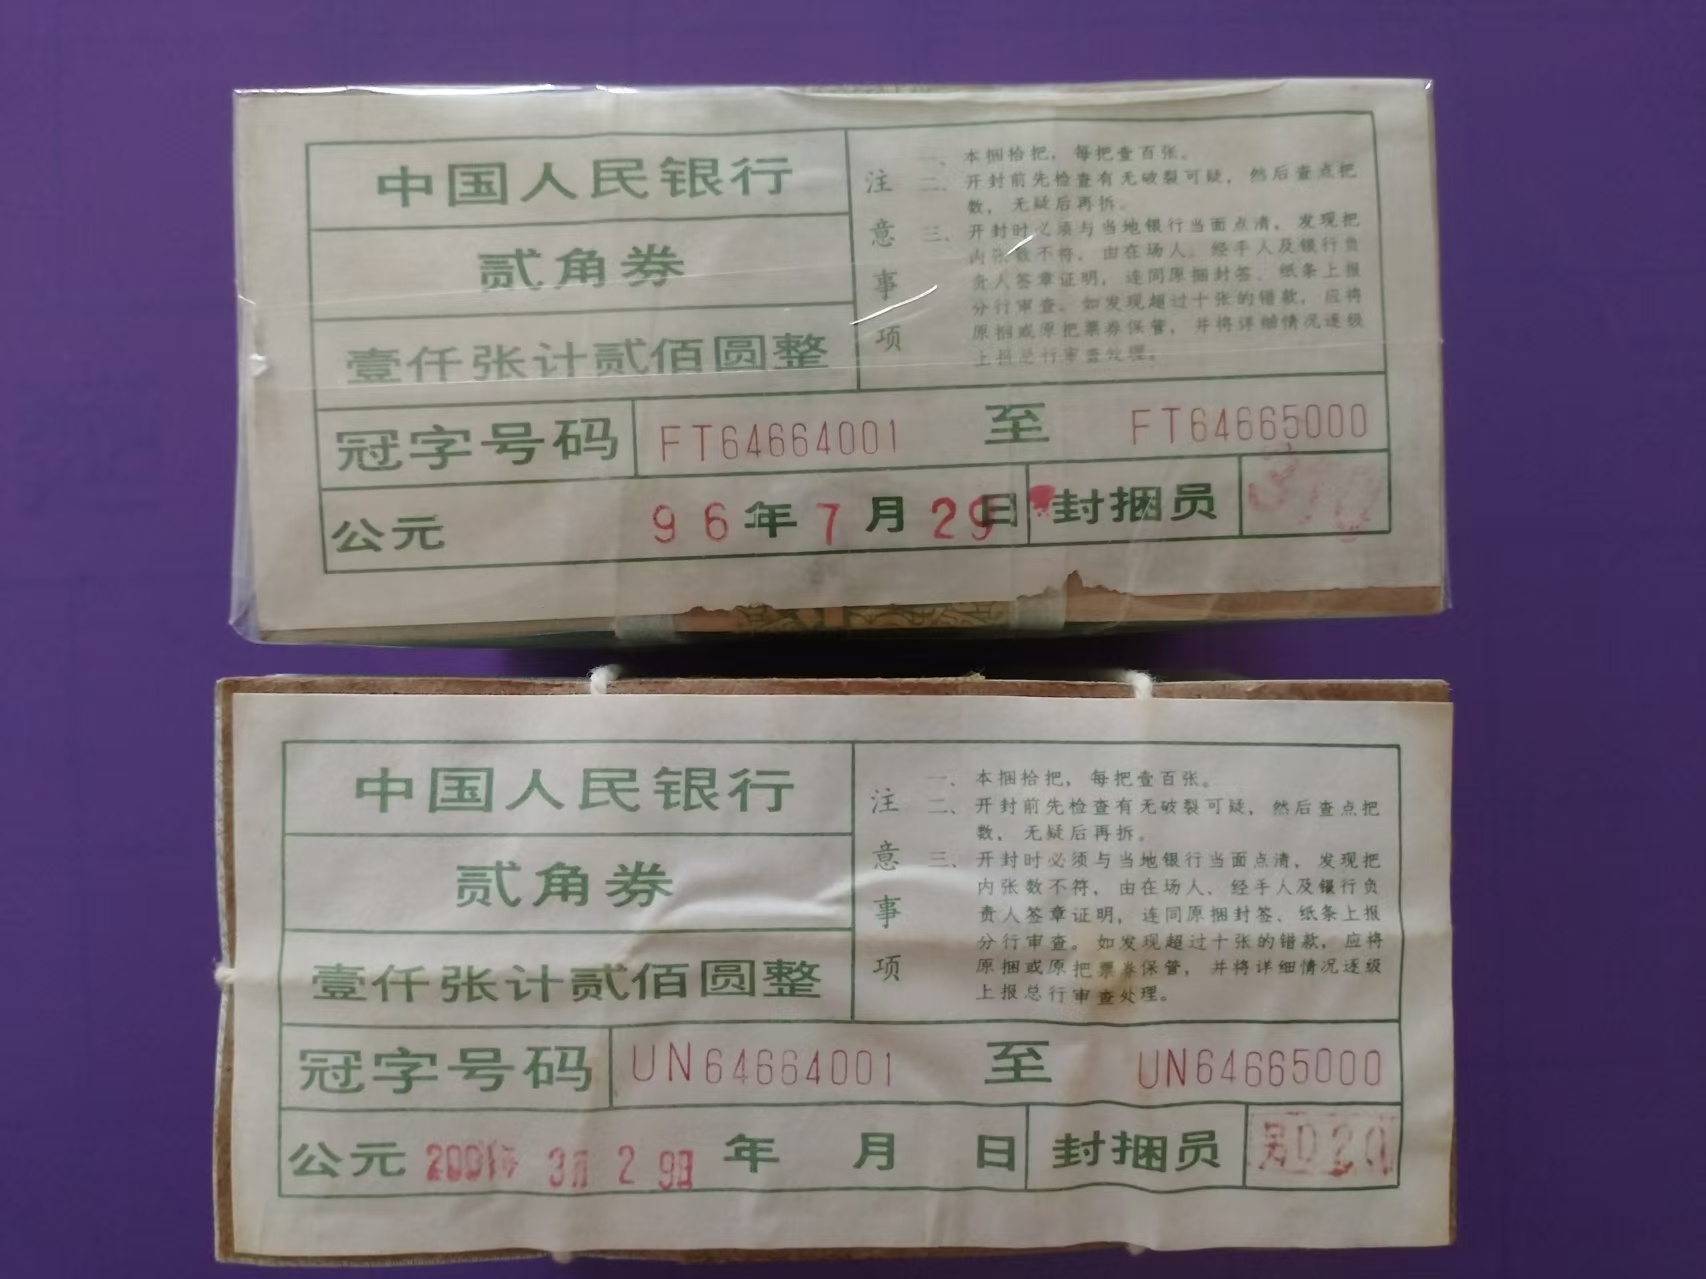 中国人民银行
贰角券
壹仟张计贰佰圆整
注意事项
一、本捆拾把，每把壹百张。
二、开封前先检查有无破裂可疑，然后查点把
数，无疑后再拆。
三、开封时必须与当地银行当面点清，发现把
内张数不符，由在场人、经手人及银行负
责人签章证明，连同原捆封签、纸条上报
分行审查。如发现超过十张的错款，应将
原捆或原把票券保管，并将详细情况逐级
上报总行审查处理。
冠字号码 FT64664001 至 FT64665000
公元 96年7月29日 封捆员
中国人民银行
贰角券
壹仟张计贰佰圆整
注意事项
一、本捆拾把，每把壹百张。
二、开封前先检查有无破裂可疑，然后查点把
数，无疑后再拆。
三、开封时必须与当地银行当面点清，发现把
内张数不符，由在场人、经手人及银行负
责人签章证明，连同原捆封签、纸条上报
分行审查。如发现超过十张的错款，应将
原捆或原把票券保管，并将详细情况逐级
上报总行审查处理。
冠字号码 UN64664001 至 UN64665000
公元 2001年 3月 29日 年 月 日 封捆员